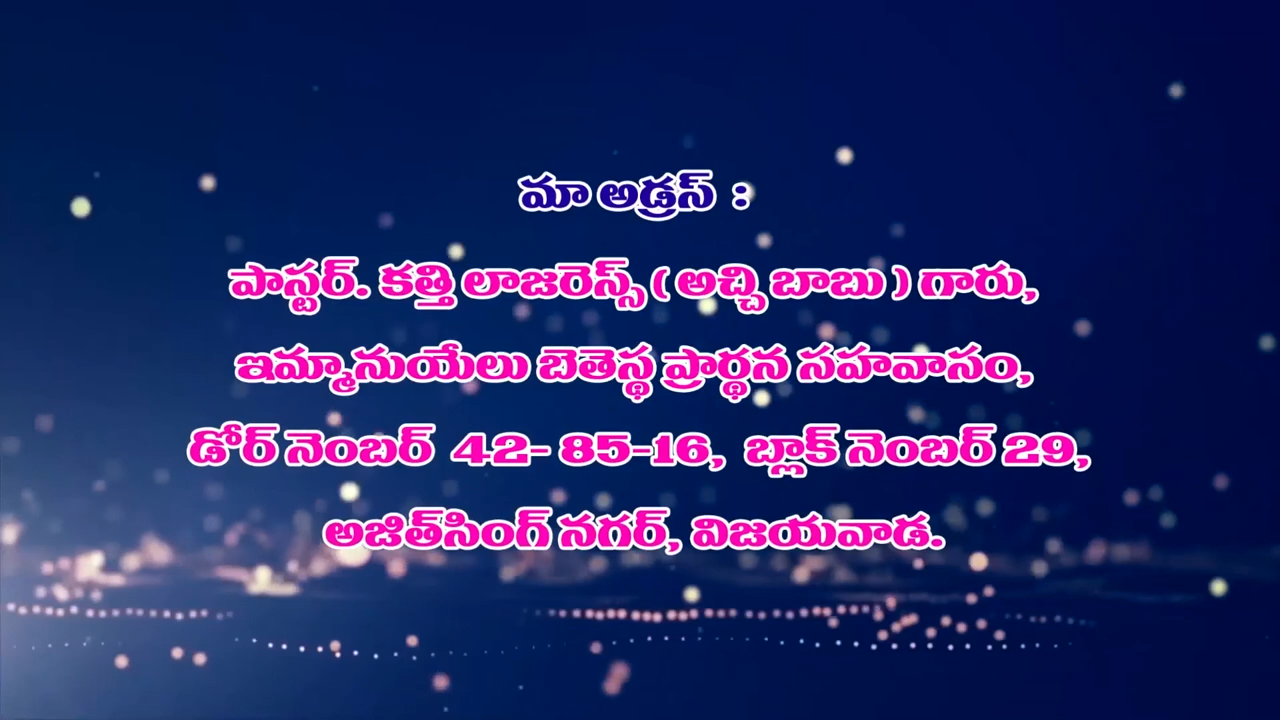 మా అడ్రస్ :
పాస్టర్. కత్తి లాజరెన్స్ ( అచ్చి బాబు ) గారు,
ఇమ్మానుయేలు బెతెస్థ ప్రార్థన సహవాసం,
డోర్ నెంబర్ 42- 85-16, బ్లాక్ నెంబర్ 29,
అజిత్‌సింగ్ నగర్, విజయవాడ.